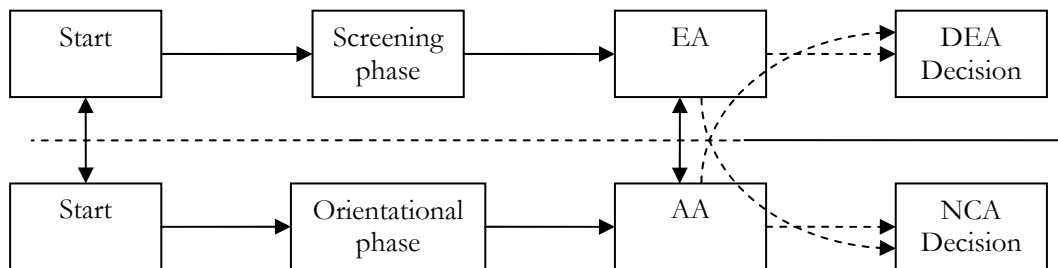 Start
Screening
phase
EA
DEA
Decision
Start
Orientational
phase
AA
NCA
Decision